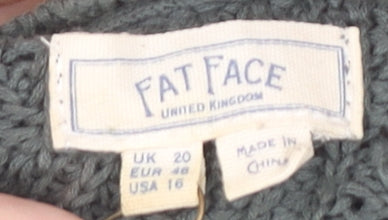 FAT FACE
UNITED KINGDOM
UK 20
EUR 48
USA 16
MADE IN
CHINA